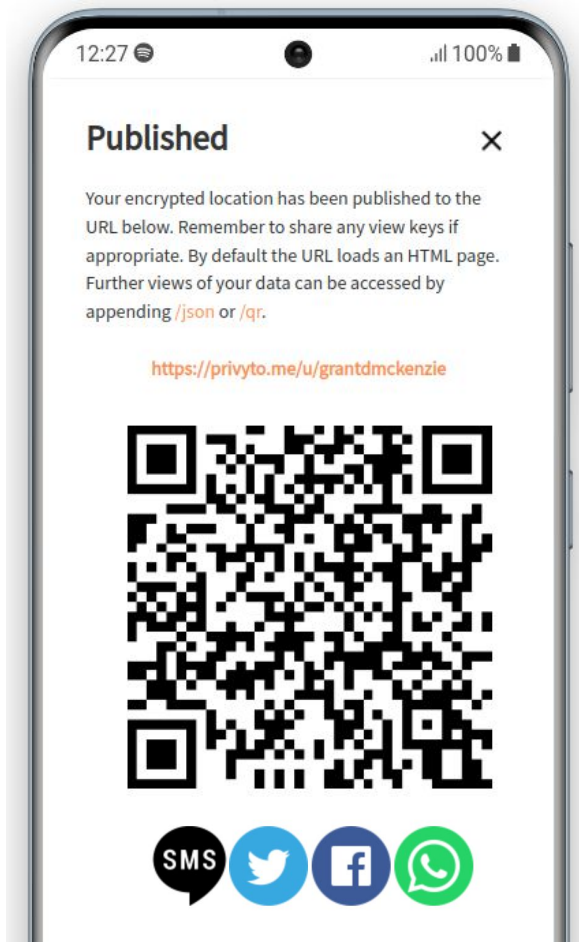 12:27
100%
Published
Your encrypted location has been published to the
URL below. Remember to share any view keys if
appropriate. By default the URL loads an HTML page.
Further views of your data can be accessed by
appending /json or /qr.
https://privyto.me/u/grantdmckenzie
SMS